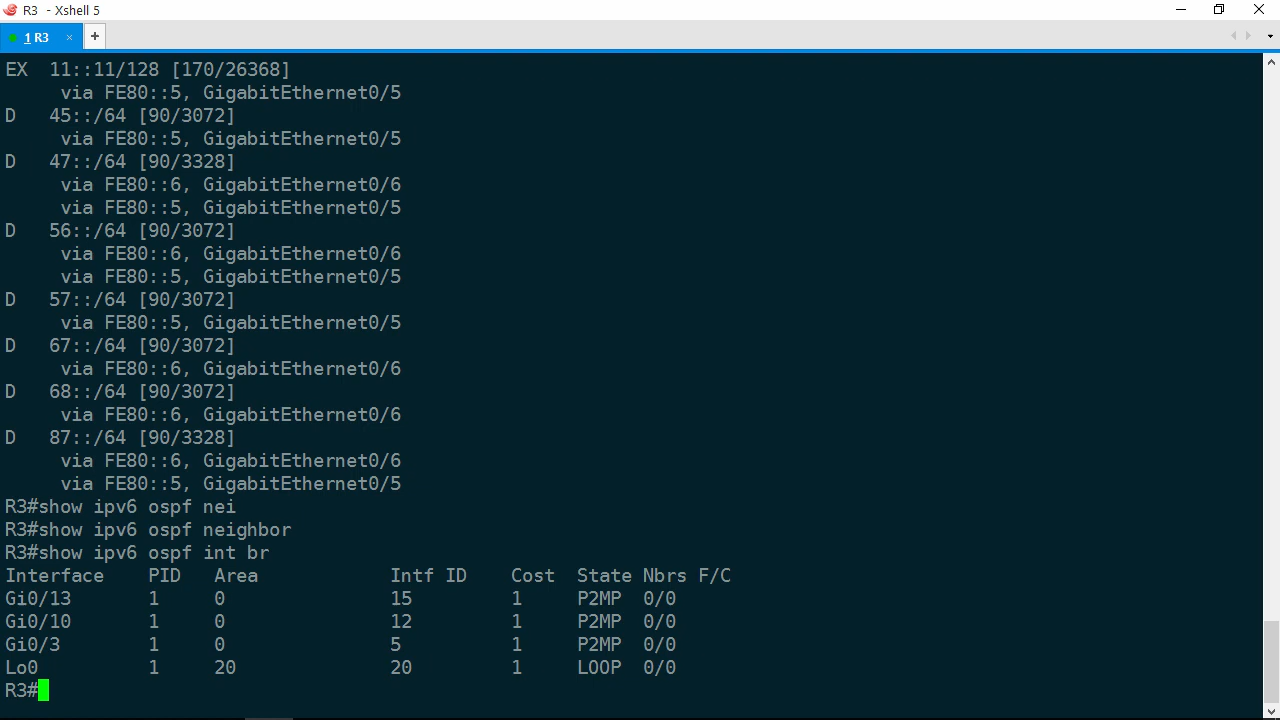 R3 - Xshell 5
1 R3 × +
EX 11::11/128 [170/26368]
via FE80::5, GigabitEthernet0/5
D 45::/64 [90/3072]
via FE80::5, GigabitEthernet0/5
D 47::/64 [90/3328]
via FE80::6, GigabitEthernet0/6
via FE80::5, GigabitEthernet0/5
D 56::/64 [90/3072]
via FE80::6, GigabitEthernet0/6
via FE80::5, GigabitEthernet0/5
D 57::/64 [90/3072]
via FE80::5, GigabitEthernet0/5
D 67::/64 [90/3072]
via FE80::6, GigabitEthernet0/6
D 68::/64 [90/3072]
via FE80::6, GigabitEthernet0/6
D 87::/64 [90/3328]
via FE80::6, GigabitEthernet0/6
via FE80::5, GigabitEthernet0/5
R3#show ipv6 ospf nei
R3#show ipv6 ospf neighbor
R3#show ipv6 ospf int br
Interface PID Area Intf ID Cost State Nbrs F/C
Gi0/13 1 0 15 1 P2MP 0/0
Gi0/10 1 0 12 1 P2MP 0/0
Gi0/3 1 0 5 1 P2MP 0/0
Lo0 1 20 20 1 LOOP 0/0
R3#